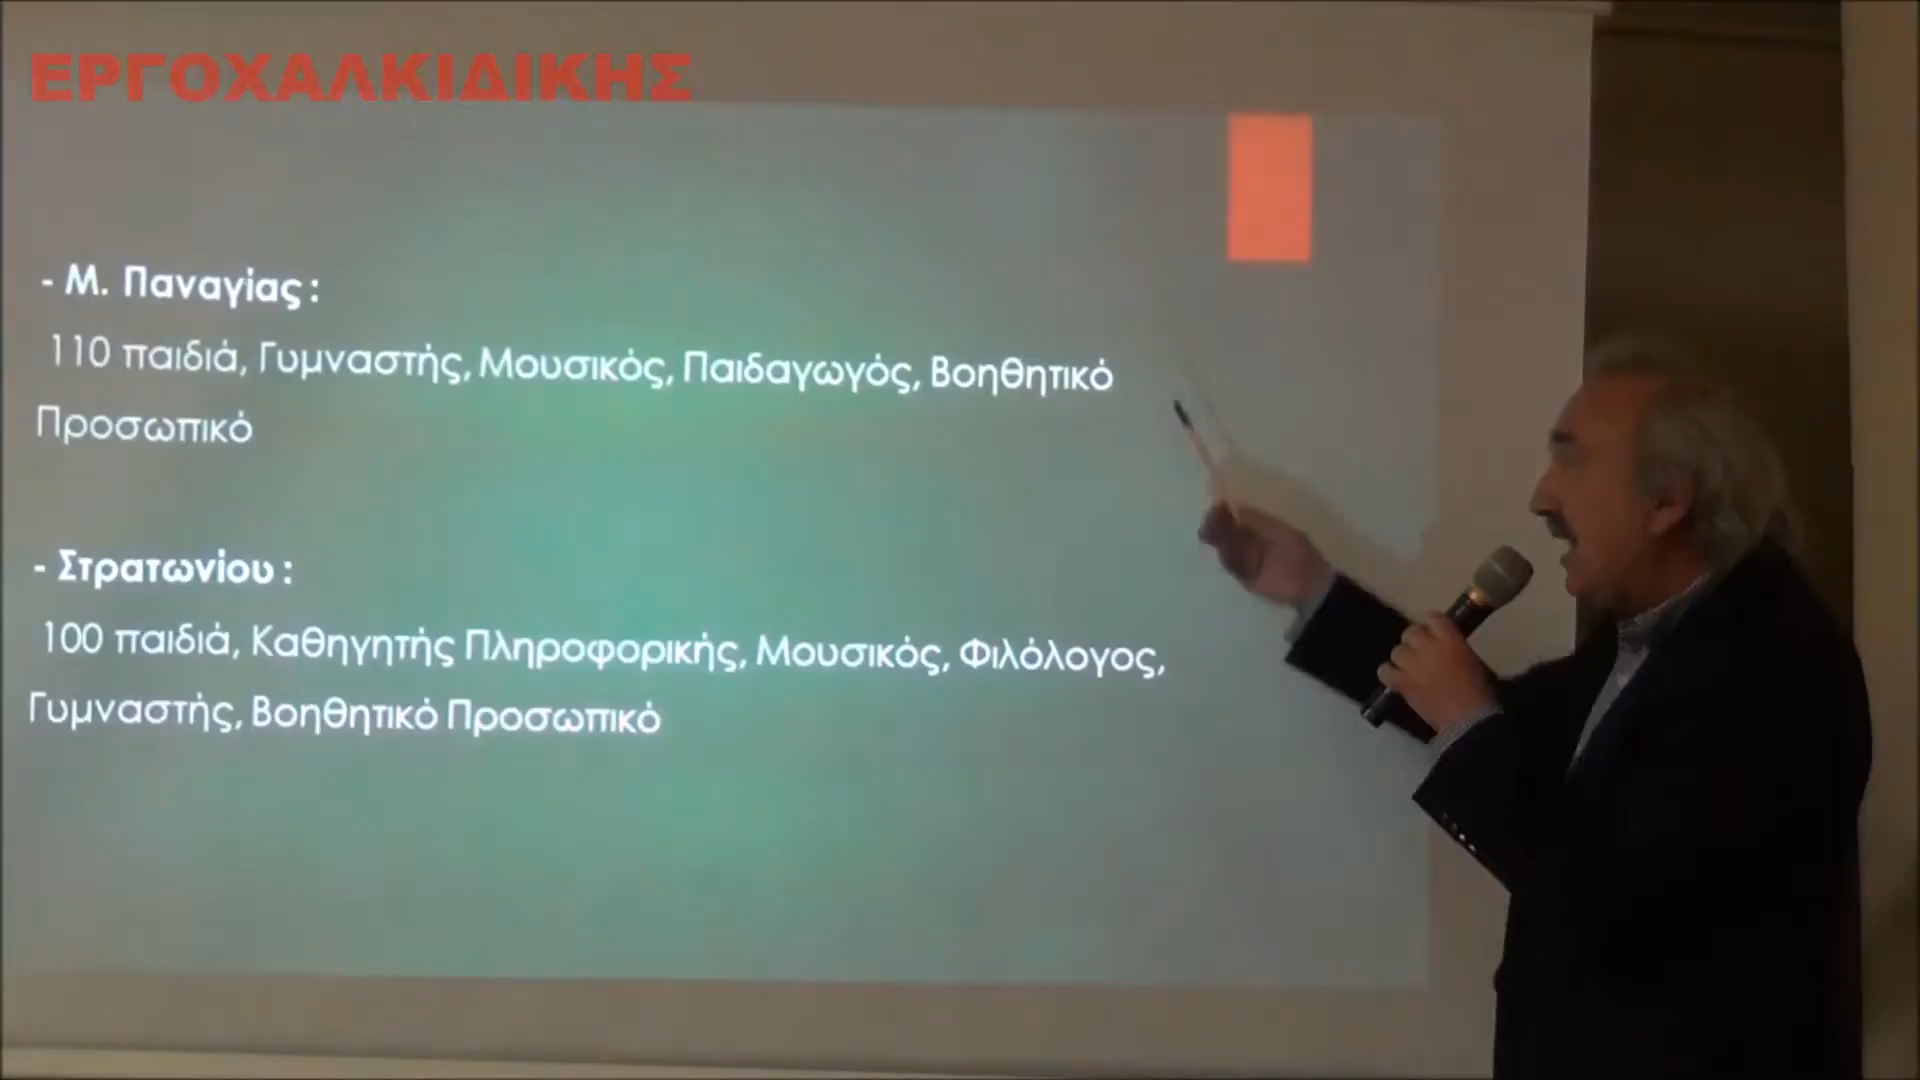 ΕΡΓΟΧΑΛΚΙΔΙΚΗΣ
- Μ. Παναγίας :
110 παιδιά, Γυμναστής, Μουσικός, Παιδαγωγός, Βοηθητικό
Προσωπικό
- Στρατωνίου :
100 παιδιά, Καθηγητής Πληροφορικής, Μουσικός, Φιλόλογος,
Γυμναστής, Βοηθητικό Προσωπικό